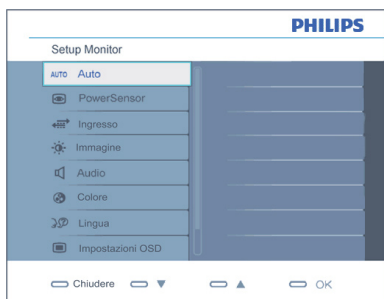 PHILIPS
Setup Monitor
AUTO Auto
PowerSensor
Ingresso
Immagine
Audio
Colore
Lingua
Impostazioni OSD
Chiudere ▼ ▲ OK